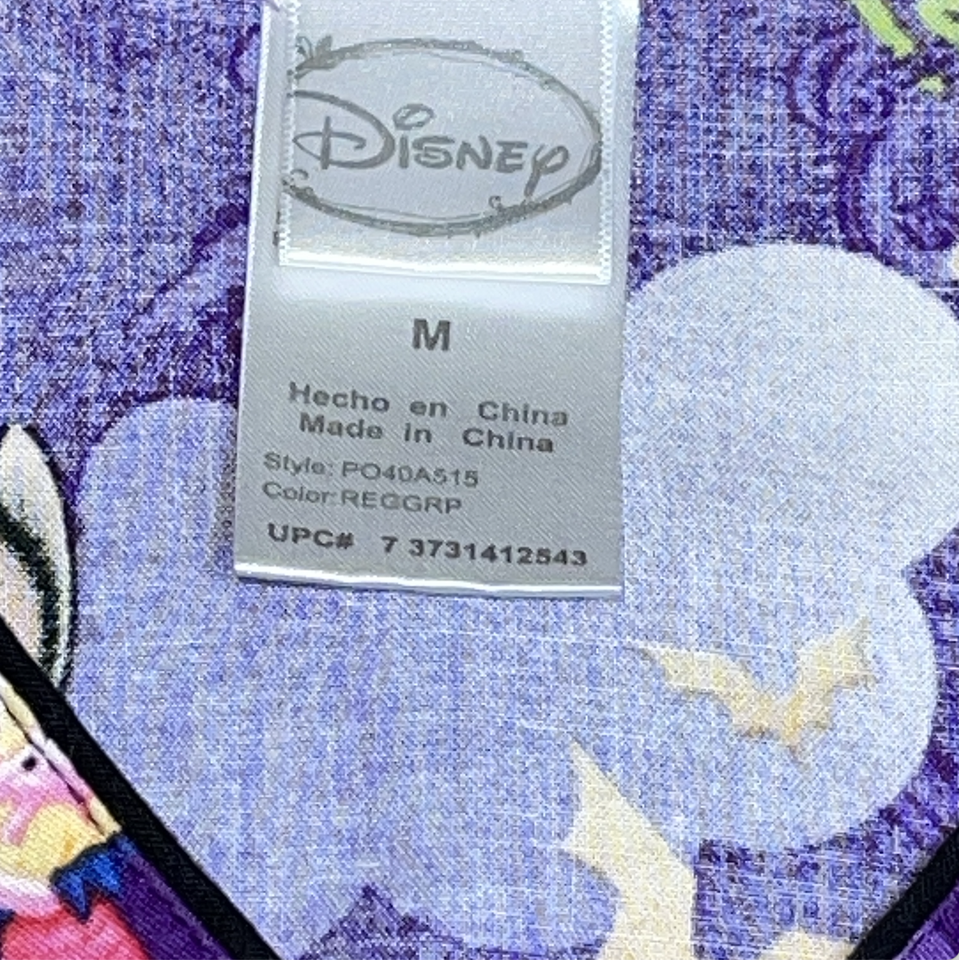 Disney
M
Hecho en China
Made in China
Style: PO40A515
Color: REGGRP
UPC# 7 3731412543